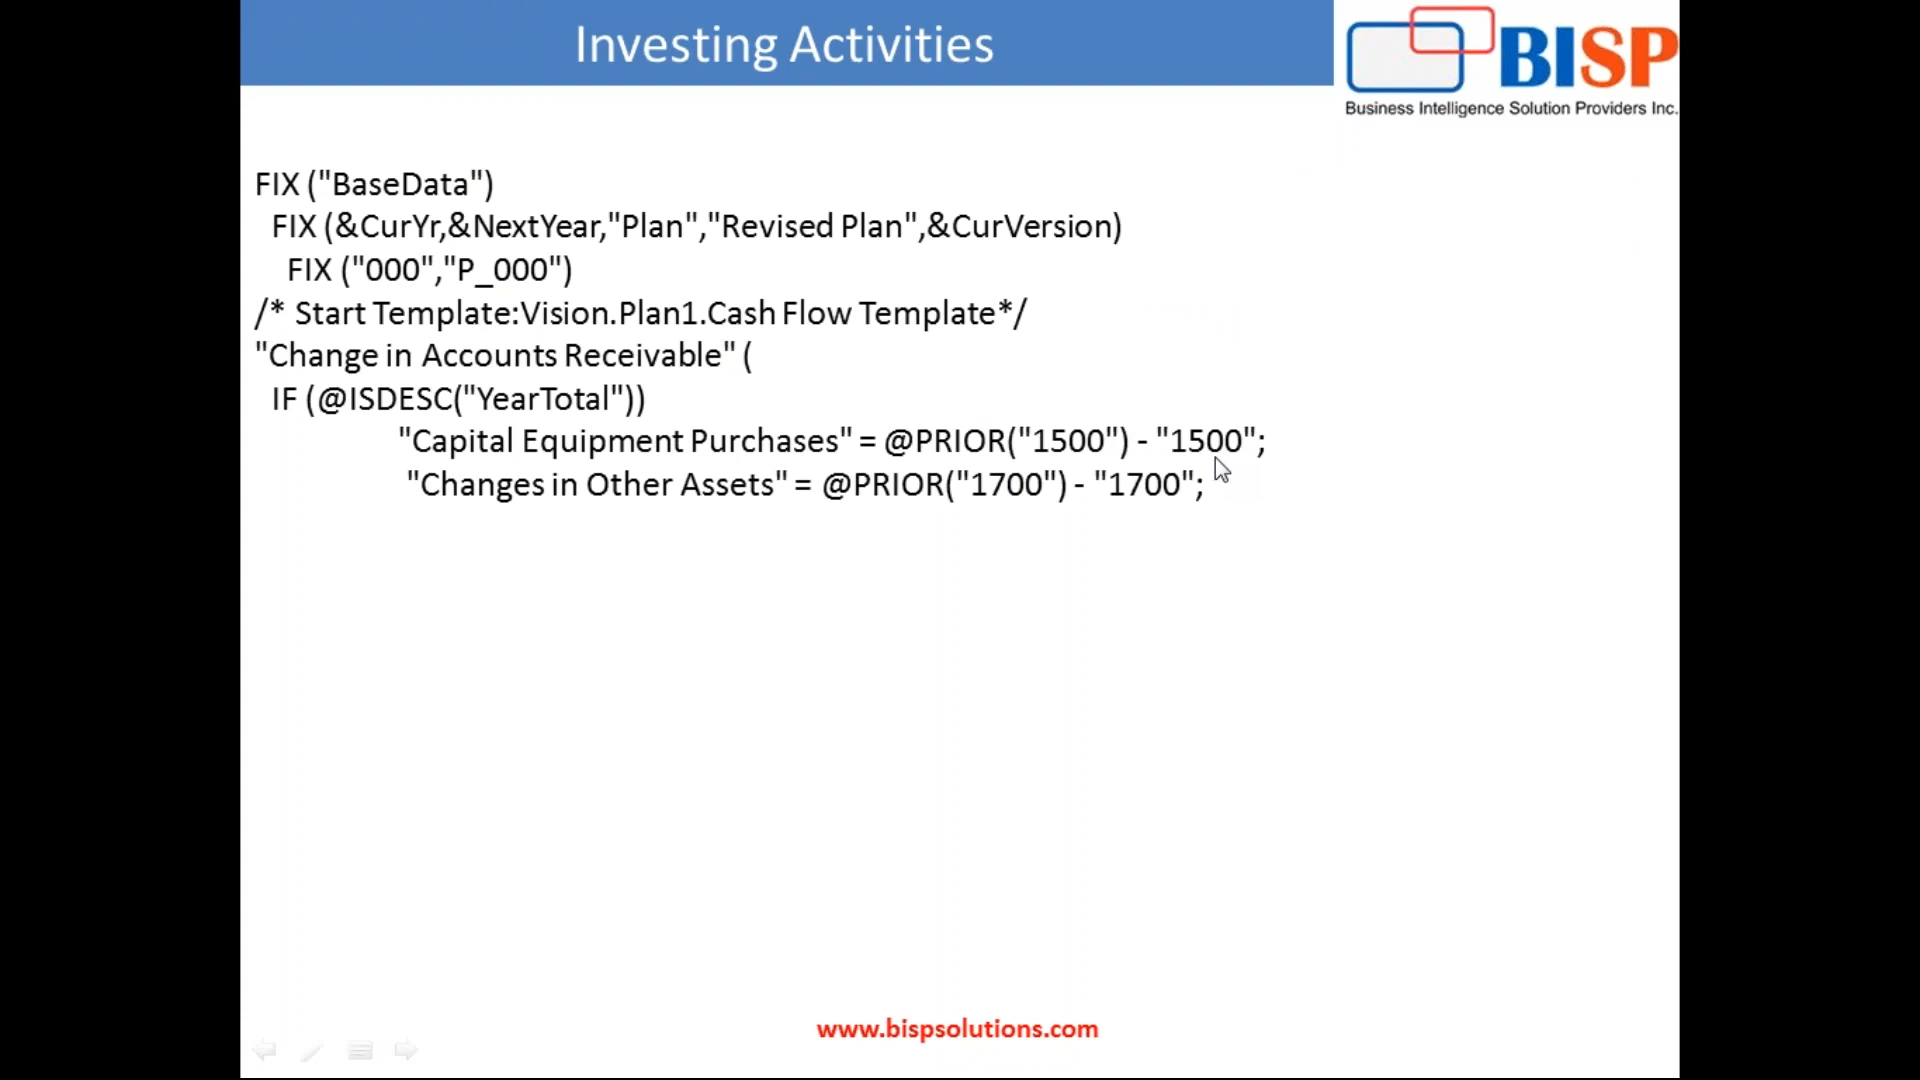 Investing Activities
BISP
Business Intelligence Solution Providers Inc.
FIX ("BaseData")
FIX (&CurYr,&NextYear,"Plan","Revised Plan",&CurVersion)
FIX ("000","P_000")
/* Start Template:Vision.Plan1.Cash Flow Template*/
"Change in Accounts Receivable" (
IF (@ISDESC("YearTotal"))
"Capital Equipment Purchases" = @PRIOR("1500") - "1500";
"Changes in Other Assets" = @PRIOR("1700") - "1700";
www.bispsolutions.com